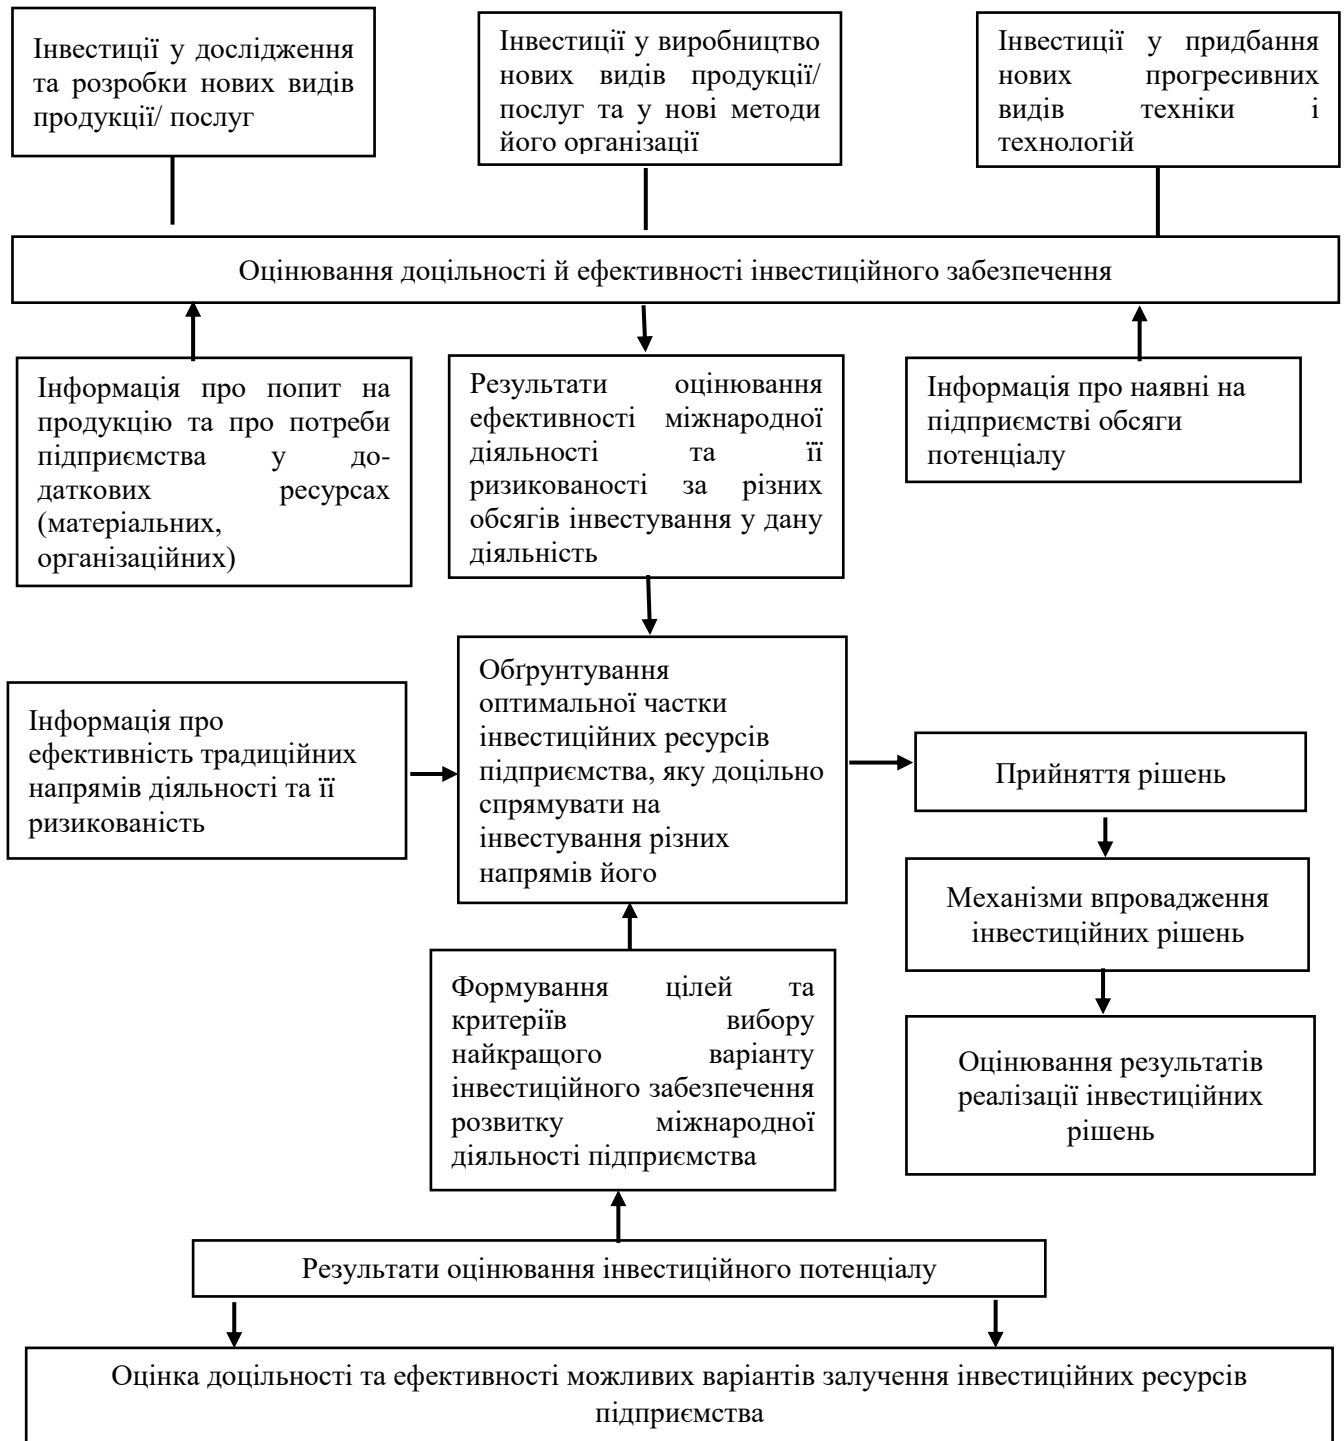 Інвестиції у дослідження
та розробки нових видів
продукції/ послуг
Інвестиції у виробництво
нових видів продукції/
послуг та у нові методи
його організації
Інвестиції у придбання
нових прогресивних
видів техніки і
технологій
Оцінювання доцільності й ефективності інвестиційного забезпечення
Інформація про попит на
продукцію та про потреби
підприємства у до-
даткових ресурсах
(матеріальних,
організаційних)
Результати оцінювання
ефективності міжнародної
діяльності та її
ризикованості за різних
обсягів інвестування у дану
діяльність
Інформація про наявні на
підприємстві обсяги
потенціалу
Інформація про
ефективність традиційних
напрямів діяльності та її
ризикованість
Обґрунтування
оптимальної частки
інвестиційних ресурсів
підприємства, яку доцільно
спрямувати на
інвестування різних
напрямів його
Прийняття рішень
Механізми впровадження
інвестиційних рішень
Формування цілей та
критеріїв вибору
найкращого варіанту
інвестиційного забезпечення
розвитку міжнародної
діяльності підприємства
Оцінювання результатів
реалізації інвестиційних
рішень
Результати оцінювання інвестиційного потенціалу
Оцінка доцільності та ефективності можливих варіантів залучення інвестиційних ресурсів
підприємства